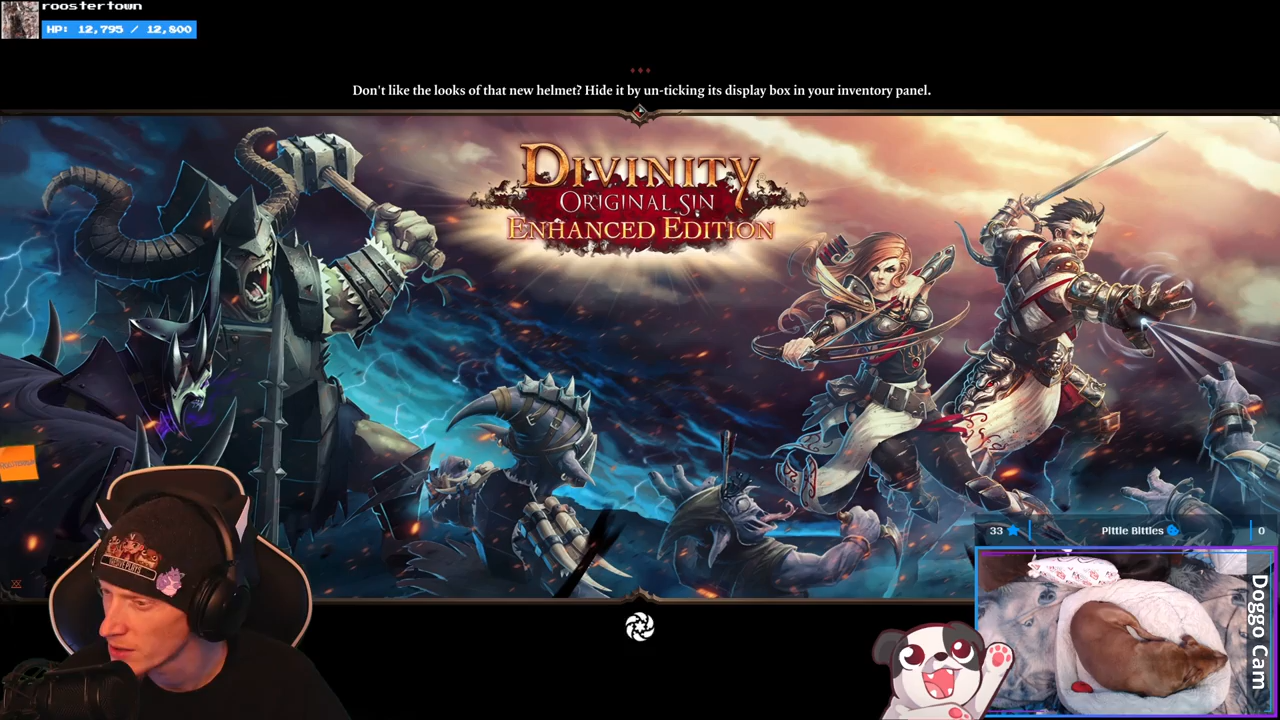 roostertown
HP: 12,795 / 12,800
Don't like the looks of that new helmet? Hide it by un-ticking its display box in your inventory panel.
DIVINITY
ORIGINAL SIN
ENHANCED EDITION
33
Pittle Bittles
0
Doggo Cam